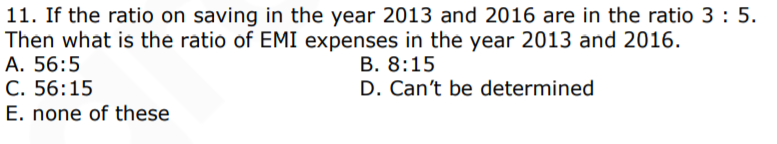 11. If the ratio on saving in the year 2013 and 2016 are in the ratio 3 : 5.
Then what is the ratio of EMI expenses in the year 2013 and 2016.
A. 56:5
B. 8:15
C. 56:15
D. Can't be determined
E. none of these